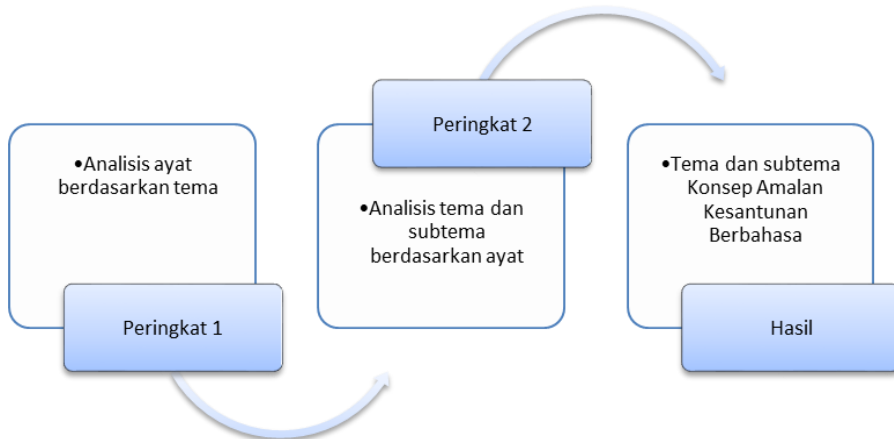 •Analisis ayat
berdasarkan tema
Peringkat 1
Peringkat 2
•Analisis tema dan
subtema
berdasarkan ayat
•Tema dan subtema
Konsep Amalan
Kesantunan
Berbahasa
Hasil